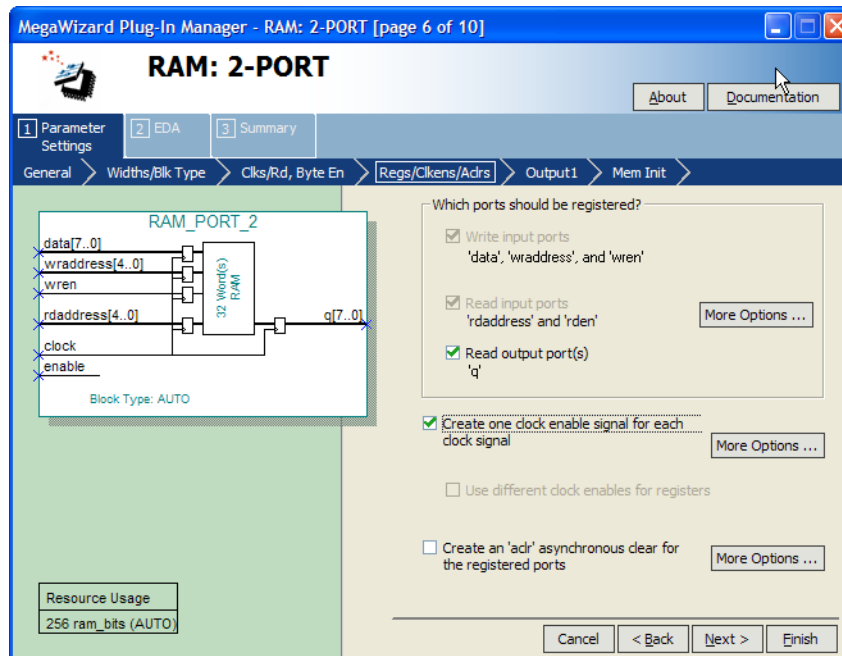 MegaWizard Plug-In Manager - RAM: 2-PORT [page 6 of 10]
RAM: 2-PORT
About
Documentation
1 Parameter Settings
2 EDA
3 Summary
General
Widths/Blk Type
Clks/Rd, Byte En
Regs/Clkens/Aclrs
Output1
Mem Init
RAM_PORT_2
data[7..0]
wraddress[4..0]
wren
rdaddress[4..0]
clock
enable
32 Word(s)
RAM
q[7..0]
Block Type: AUTO
Resource Usage
256 ram_bits (AUTO)
Which ports should be registered?
Write input ports
'data', 'wraddress', and 'wren'
Read input ports
'rdaddress' and 'rden'
More Options ...
Read output port(s)
'q'
Create one clock enable signal for each
clock signal
More Options ...
Use different clock enables for registers
Create an 'aclr' asynchronous clear for
the registered ports
More Options ...
Cancel
< Back
Next >
Finish